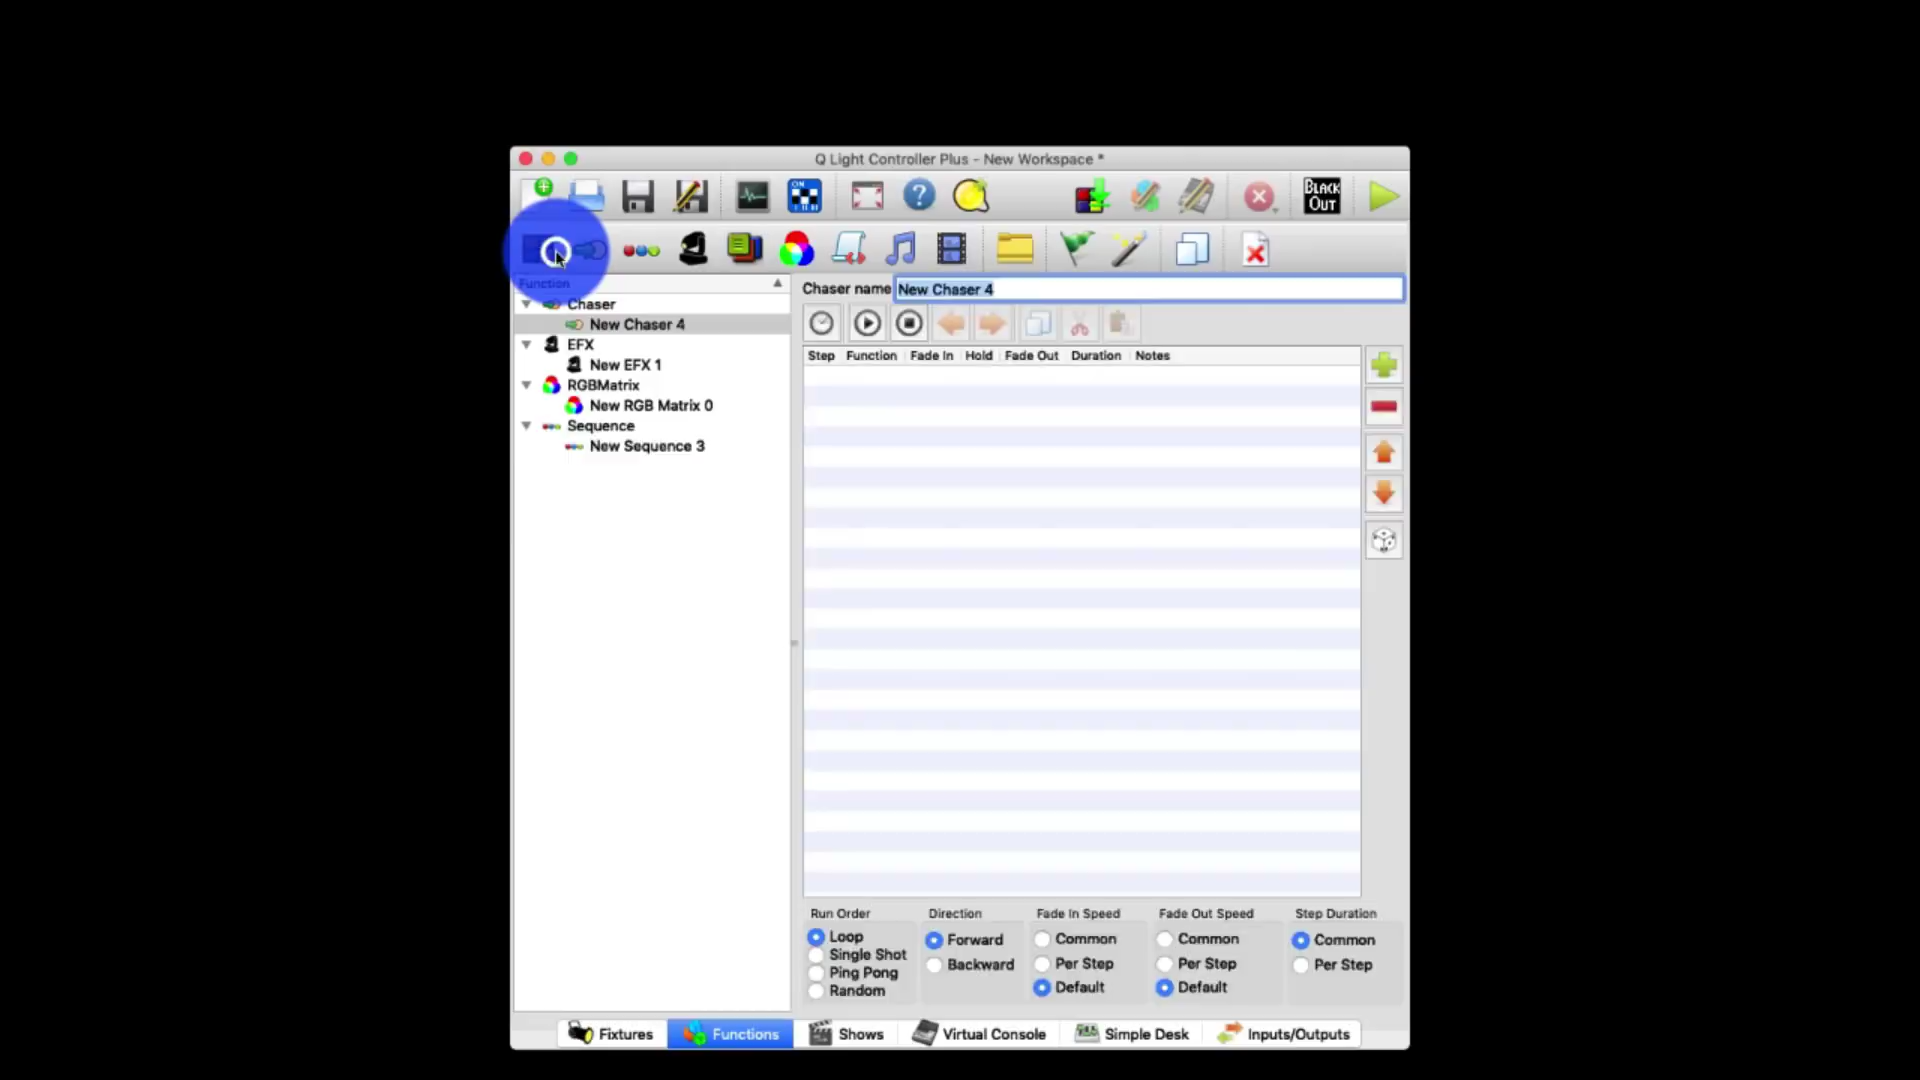 Q Light Controller Plus - New Workspace *
ON
BLACK OUT
Function
Chaser name New Chaser 4
Chaser
New Chaser 4
EFX
New EFX 1
RGBMatrix
New RGB Matrix 0
Sequence
New Sequence 3
Step Function Fade In Hold Fade Out Duration Notes
Run Order Direction Fade In Speed Fade Out Speed Step Duration
Loop Forward Common Common Common
Single Shot Backward Per Step Per Step Per Step
Ping Pong
Random Default Default
Fixtures Functions Shows Virtual Console Simple Desk Inputs/Outputs